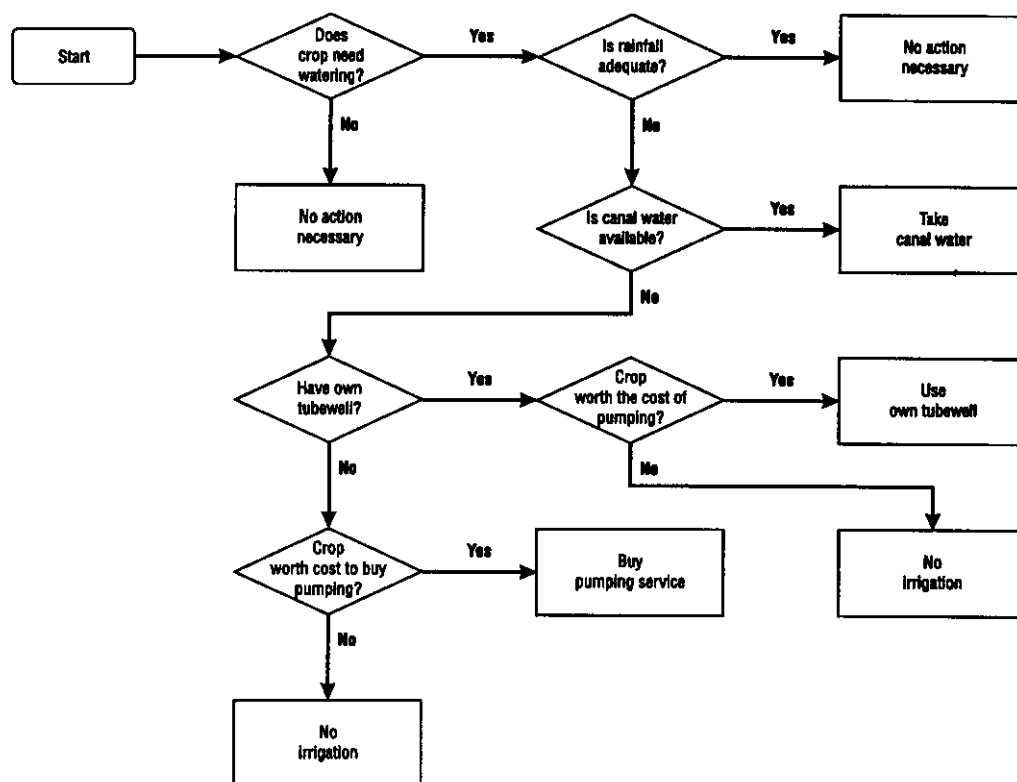 Start
Does
crop need
watering?
Yes
Is rainfall
adequate?
Yes
No action
necessary
No
No
No action
necessary
Is canal water
available?
Yes
Take
canal water
No
Have own
tubewell?
Yes
Crop
worth the cost of
pumping?
Yes
Use
own tubewell
No
No
Crop
worth cost to buy
pumping?
Yes
Buy
pumping service
No
irrigation
No
No
irrigation